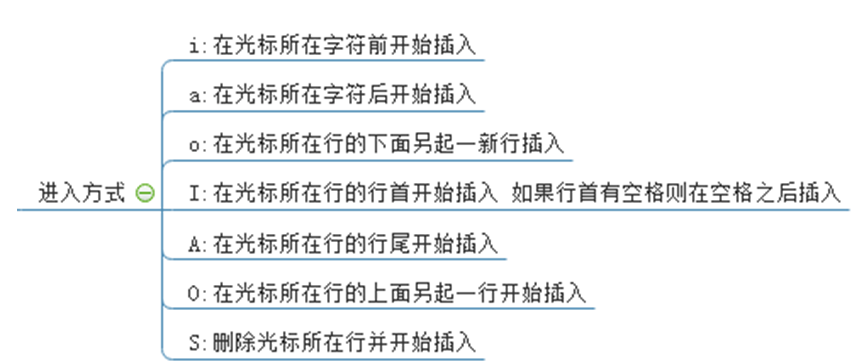 i:在光标所在字符前开始插入
a:在光标所在字符后开始插入
o:在光标所在行的下面另起一新行插入
进入方式
I:在光标所在行的行首开始插入 如果行首有空格则在空格之后插入
A:在光标所在行的行尾开始插入
O:在光标所在行的上面另起一行开始插入
S:删除光标所在行并开始插入